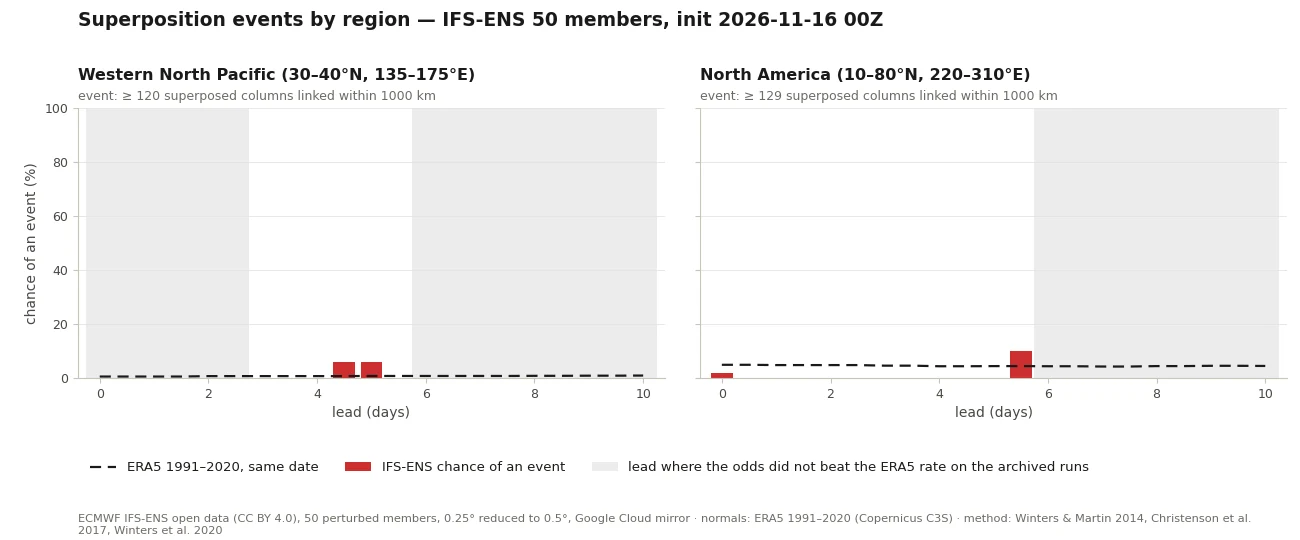 Superposition events by region — IFS-ENS 50 members, init 2026-11-16 00Z
Western North Pacific (30–40°N, 135–175°E)
event: ≥ 120 superposed columns linked within 1000 km
North America (10–80°N, 220–310°E)
event: ≥ 129 superposed columns linked within 1000 km
chance of an event (%)
100
80
60
40
20
0
0 2 4 6 8 10
lead (days)
0 2 4 6 8 10
lead (days)
ERA5 1991–2020, same date
IFS-ENS chance of an event
lead where the odds did not beat the ERA5 rate on the archived runs
ECMWF IFS-ENS open data (CC BY 4.0), 50 perturbed members, 0.25° reduced to 0.5°, Google Cloud mirror · normals: ERA5 1991–2020 (Copernicus C3S) · method: Winters & Martin 2014, Christenson et al.
2017, Winters et al. 2020